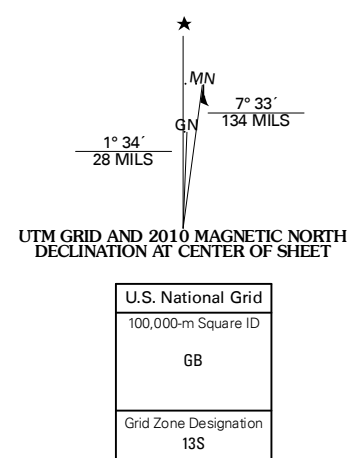 ★
MN
7° 33´
134 MILS
GN
1° 34´
28 MILS
UTM GRID AND 2010 MAGNETIC NORTH
DECLINATION AT CENTER OF SHEET
U.S. National Grid
100,000-m Square ID
GB
Grid Zone Designation
13S